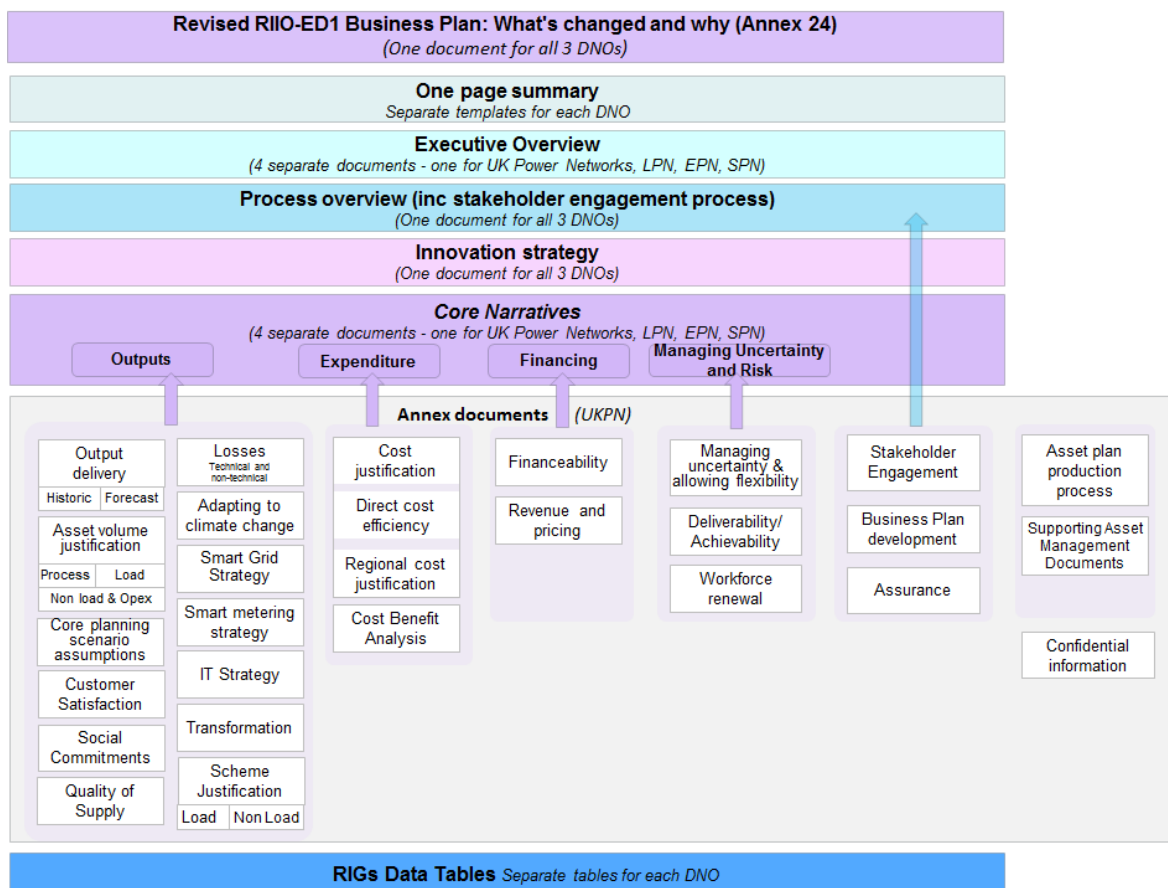 Revised RIIO-ED1 Business Plan: What's changed and why (Annex 24)
(One document for all 3 DNOs)
One page summary
Separate templates for each DNO
Executive Overview
(4 separate documents - one for UK Power Networks, LPN, EPN, SPN)
Process overview (inc stakeholder engagement process)
(One document for all 3 DNOs)
Innovation strategy
(One document for all 3 DNOs)
Core Narratives
(4 separate documents - one for UK Power Networks, LPN, EPN, SPN)
Outputs
Expenditure
Financing
Managing Uncertainty
and Risk
Annex documents (UKPN)
Output
delivery
Historic
Forecast
Asset volume
justification
Process
Load
Non load & Opex
Core planning
scenario
assumptions
Customer
Satisfaction
Social
Commitments
Quality of
Supply
Losses
Technical and
non-technical
Adapting to
climate change
Smart Grid
Strategy
Smart metering
strategy
IT Strategy
Transformation
Scheme
Justification
Load
Non Load
Cost
justification
Direct cost
efficiency
Regional cost
justification
Cost Benefit
Analysis
Financeability
Revenue and
pricing
Managing
uncertainty &
allowing flexibility
Deliverability/
Achievability
Workforce
renewal
Stakeholder
Engagement
Business Plan
development
Assurance
Asset plan
production
process
Supporting Asset
Management
Documents
Confidential
information
RIGs Data Tables Separate tables for each DNO